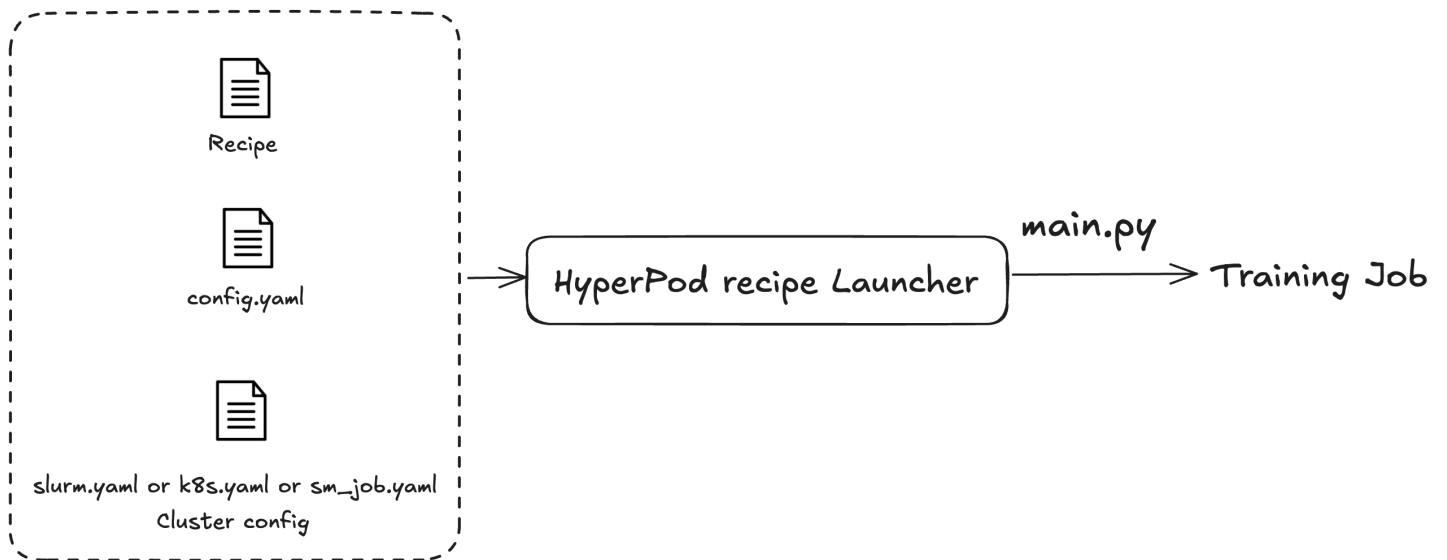 Recipe
config.yaml
slurm.yaml or k8s.yaml or sm_job.yaml
Cluster config
HyperPod recipe Launcher
main.py
Training Job